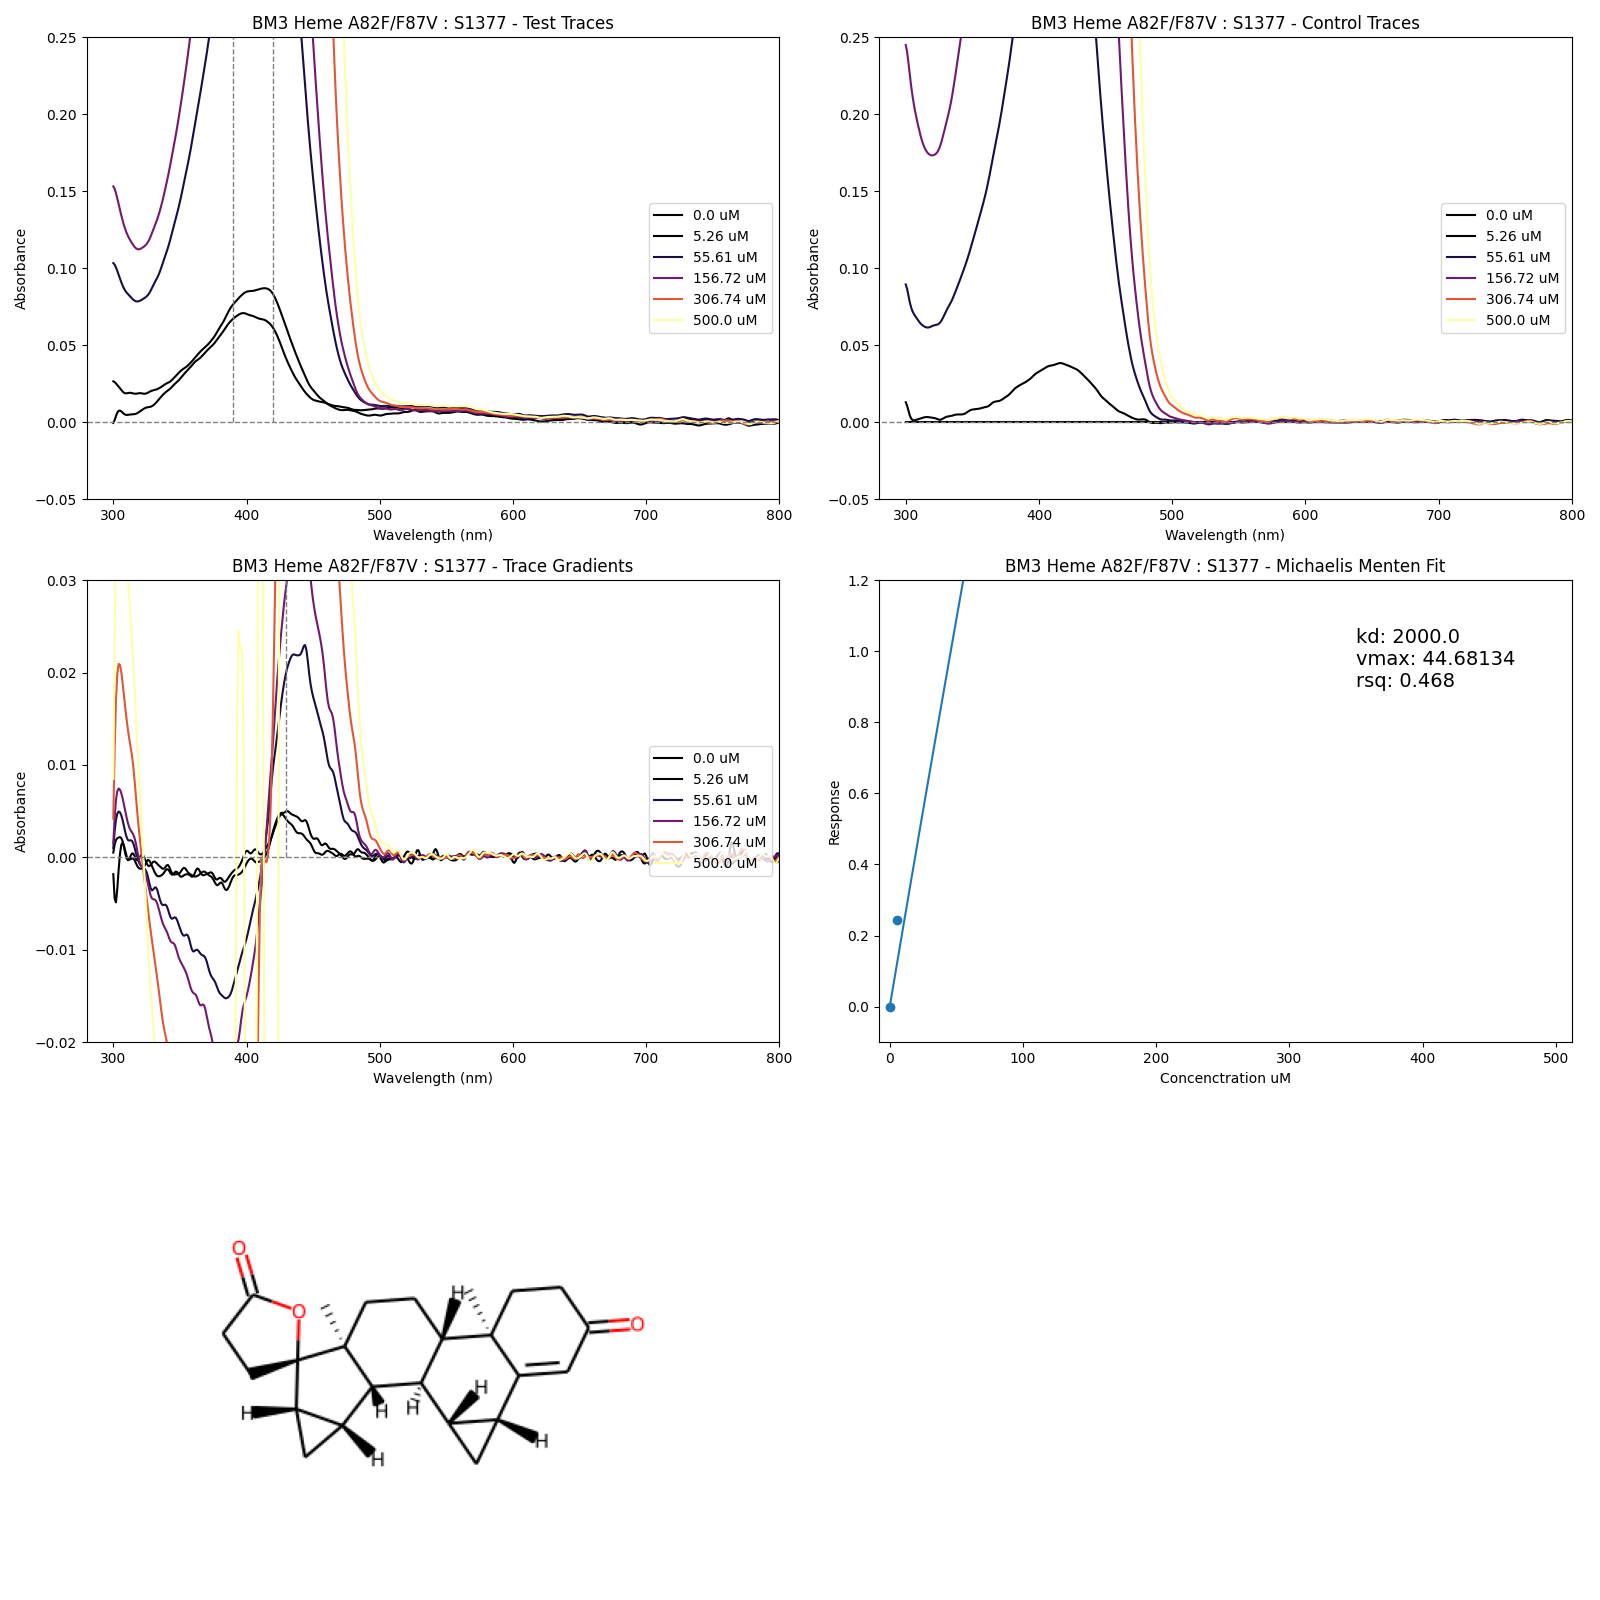 BM3 Heme A82F/F87V : S1377 - Test Traces
0.25
0.20
0.15
0.10
0.05
0.00
−0.05
Absorbance
300 400 500 600 700 800
Wavelength (nm)
0.0 uM
5.26 uM
55.61 uM
156.72 uM
306.74 uM
500.0 uM
BM3 Heme A82F/F87V : S1377 - Control Traces
0.25
0.20
0.15
0.10
0.05
0.00
−0.05
Absorbance
300 400 500 600 700 800
Wavelength (nm)
0.0 uM
5.26 uM
55.61 uM
156.72 uM
306.74 uM
500.0 uM
BM3 Heme A82F/F87V : S1377 - Trace Gradients
0.03
0.02
0.01
0.00
−0.01
−0.02
Absorbance
300 400 500 600 700 800
Wavelength (nm)
0.0 uM
5.26 uM
55.61 uM
156.72 uM
306.74 uM
500.0 uM
BM3 Heme A82F/F87V : S1377 - Michaelis Menten Fit
1.2
1.0
0.8
0.6
0.4
0.2
0.0
Response
0 100 200 300 400 500
Concenctration uM
kd: 2000.0
vmax: 44.68134
rsq: 0.468
O
H
O
O
H
H
H
H
H
H